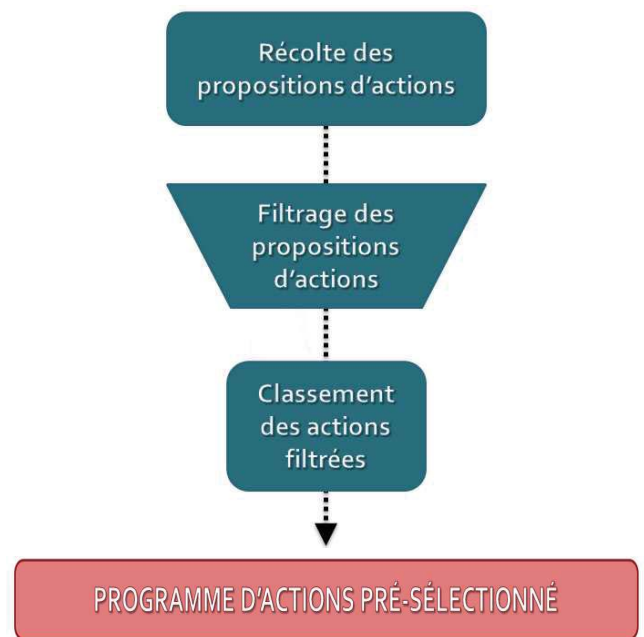 Récolte des
propositions d'actions
Filtrage des
propositions
d'actions
Classement
des actions
filtrées
PROGRAMME D'ACTIONS PRÉ-SÉLECTIONNÉ